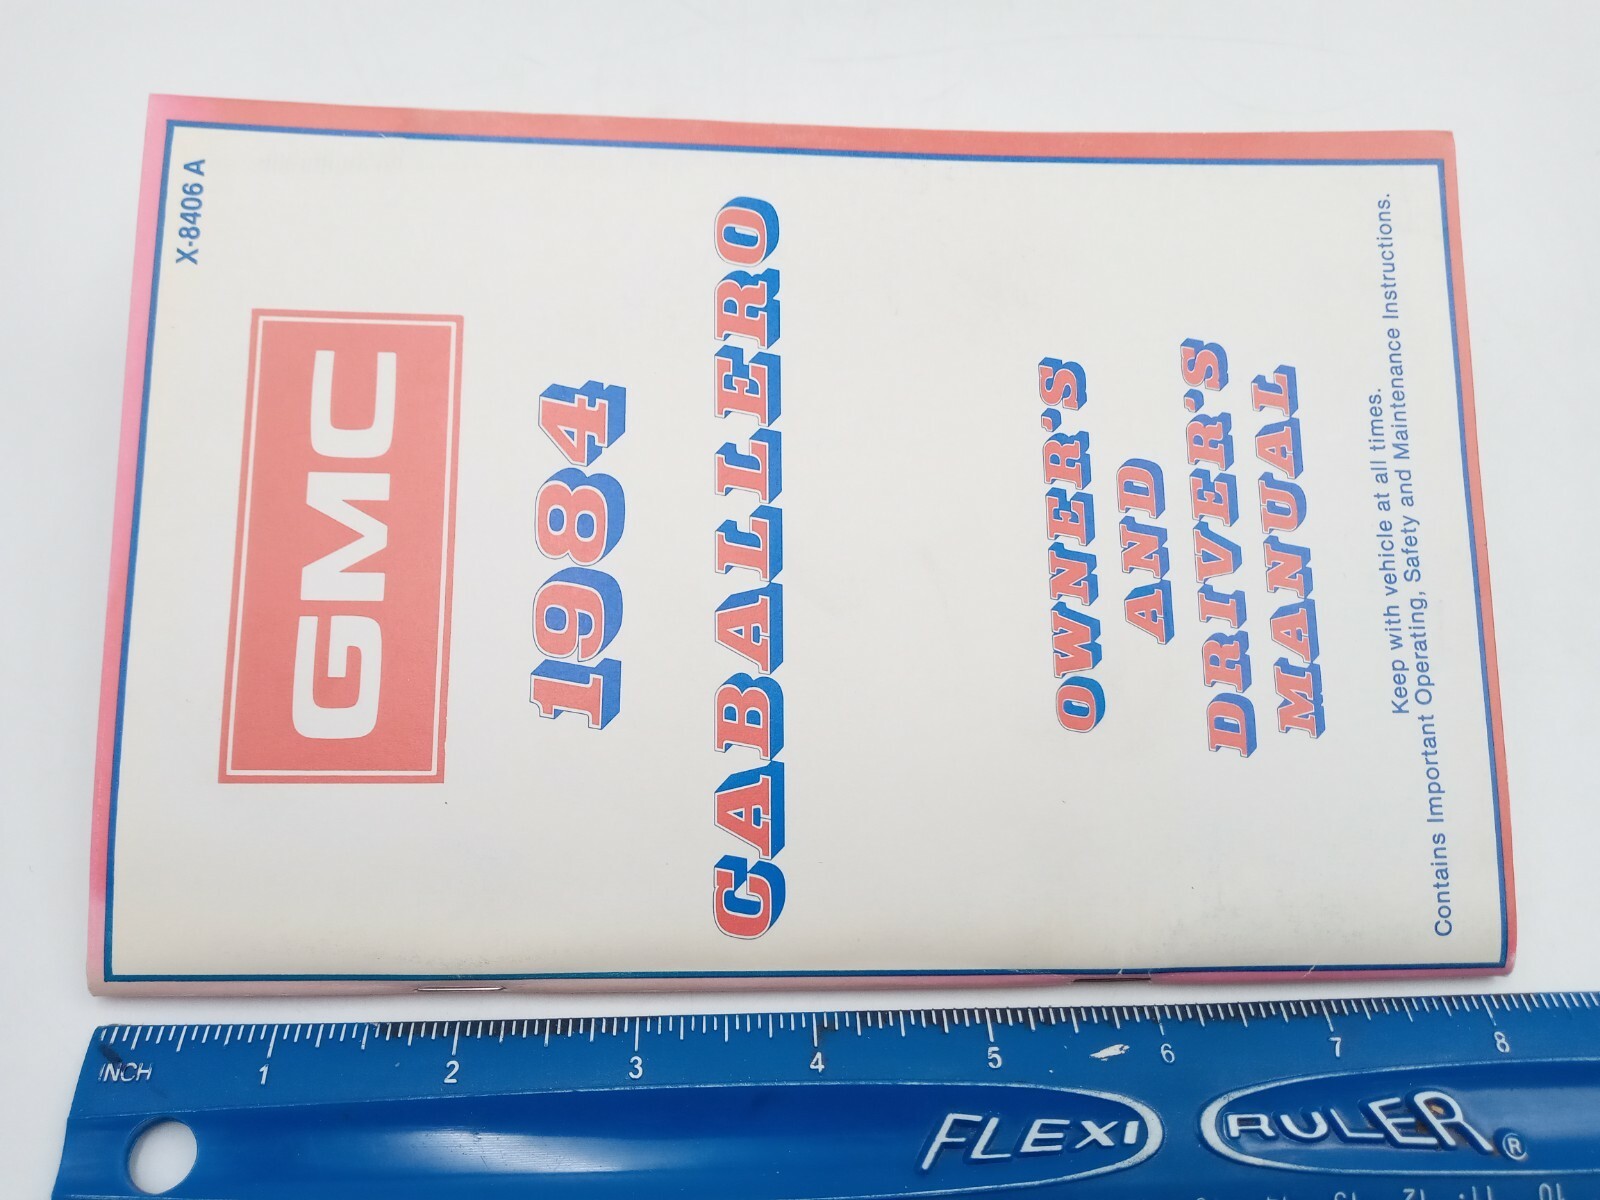 X-8406 A
GMC
1984
CABALLERO
OWNER'S
AND
DRIVER'S
MANUAL
Keep with vehicle at all times.
Contains Important Operating, Safety and Maintenance Instructions.
INCH 1 2 3 4 5 6 7 8
FLEXI RULER ®